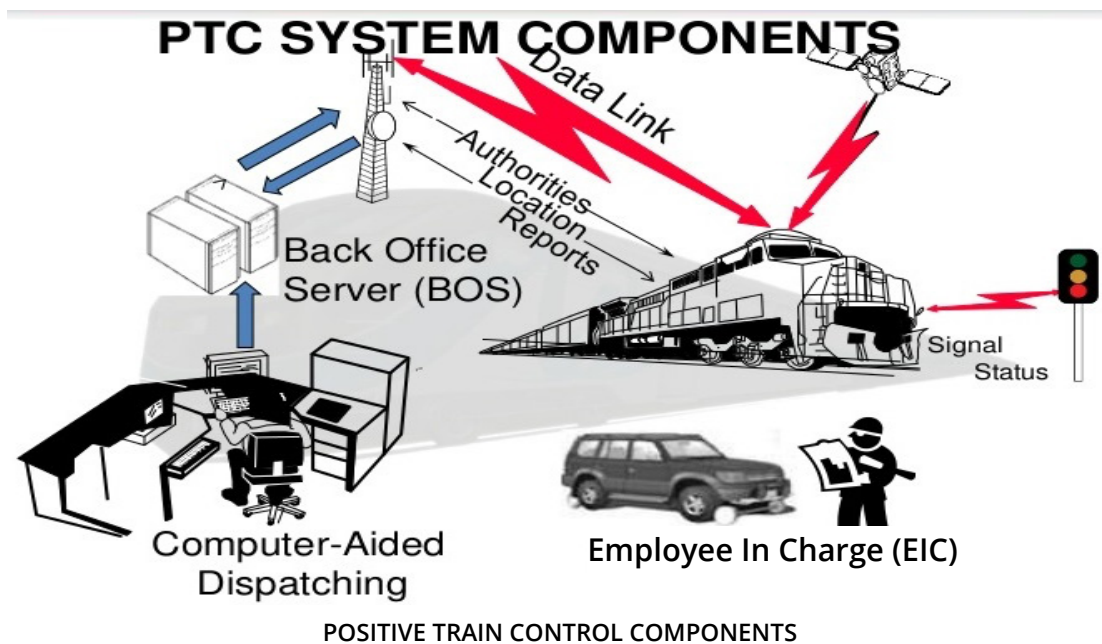 PTC SYSTEM COMPONENTS
Data Link
Authorities
Location
Reports
Back Office
Server (BOS)
Signal
Status
Computer-Aided
Dispatching
Employee In Charge (EIC)
POSITIVE TRAIN CONTROL COMPONENTS